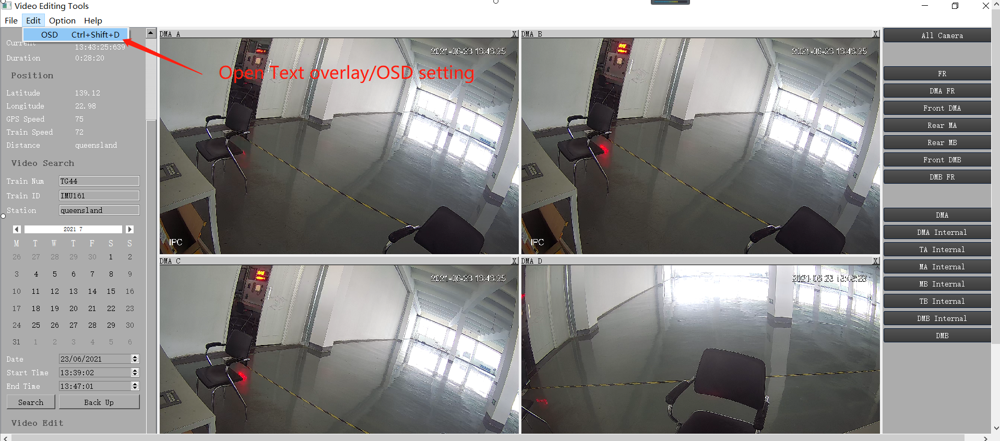 Video Editing Tools
File Edit Option Help
OSD Ctrl+Shift+D
Current 13:43:25:639
Duration 0:28:20
Position
Latitude 139.12
Longitude 22.98
GPS Speed 75
Train Speed 72
Distance queensland
Video Search
Train Num TG44
Train ID IMU161
Station queensland
2021 7
M T W T F S S
26 27 28 29 30 1 2
3 4 5 6 7 8 9
10 11 12 13 14 15 16
17 18 19 20 21 22 23
24 25 26 27 28 29 30
31 1 2 3 4 5 6
Date 23/06/2021
Start Time 13:39:02
End Time 13:47:01
Search Back Up
Video Edit
DMA A X
2021-06-23 13:43:25
Open Text overlay/OSD setting
IPC
DMA B X
2021-06-23 13:43:25
IPC
DMA C X
2021-06-23 13:43:25
DMA D X
2021-06-23
All Camera
FR
DMA FR
Front DMA
Rear MA
Rear MB
Front DMB
DMB FR
DMA
DMA Internal
TA Internal
MA Internal
MB Internal
TB Internal
DMB Internal
DMB